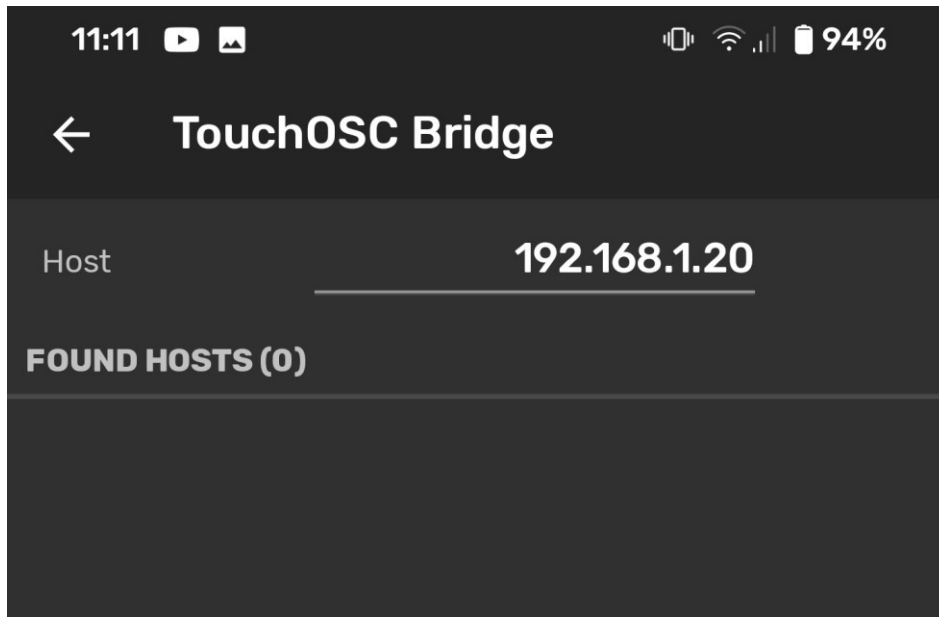 11:11 94%
TouchOSC Bridge
Host 192.168.1.20
FOUND HOSTS (0)